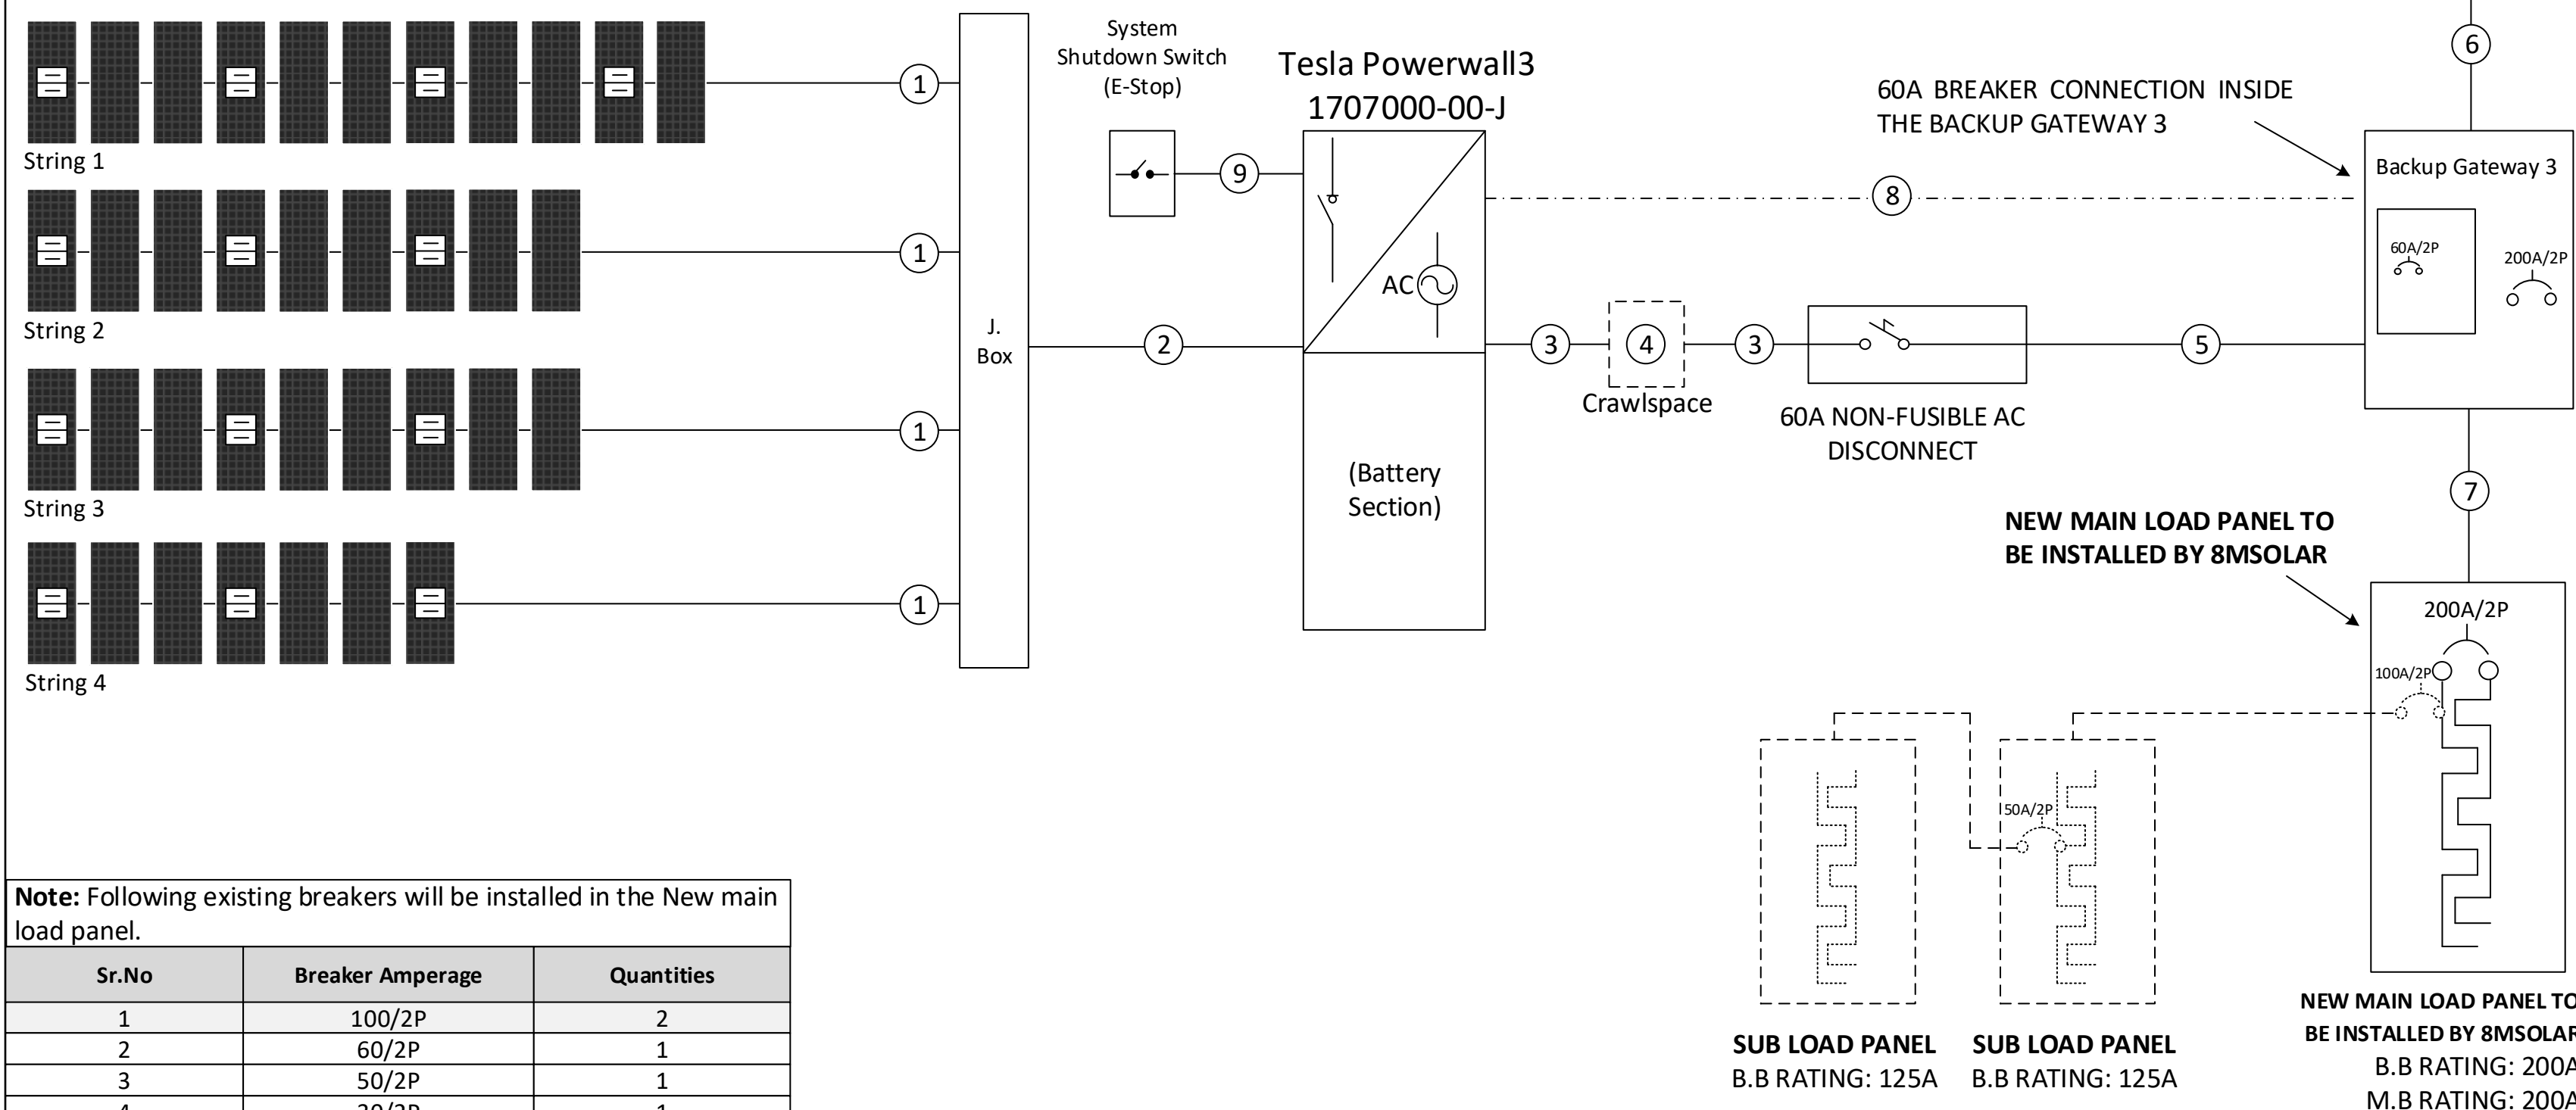 String 1
1
String 2
1
String 3
1
String 4
1
J.
Box
System
Shutdown Switch
(E-Stop)
9
2
Tesla Powerwall3
1707000-00-J
AC
(Battery
Section)
8
3
4
Crawlspace
3
60A NON-FUSIBLE AC
DISCONNECT
5
60A BREAKER CONNECTION INSIDE
THE BACKUP GATEWAY 3
6
Backup Gateway 3
60A/2P
200A/2P
7
NEW MAIN LOAD PANEL TO
BE INSTALLED BY 8MSOLAR
200A/2P
100A/2P
50A/2P
SUB LOAD PANEL
B.B RATING: 125A
SUB LOAD PANEL
B.B RATING: 125A
NEW MAIN LOAD PANEL TO
BE INSTALLED BY 8MSOLAR
B.B RATING: 200A
M.B RATING: 200A
Note: Following existing breakers will be installed in the New main
load panel.
Sr.No Breaker Amperage Quantities
1 100/2P 2
2 60/2P 1
3 50/2P 1